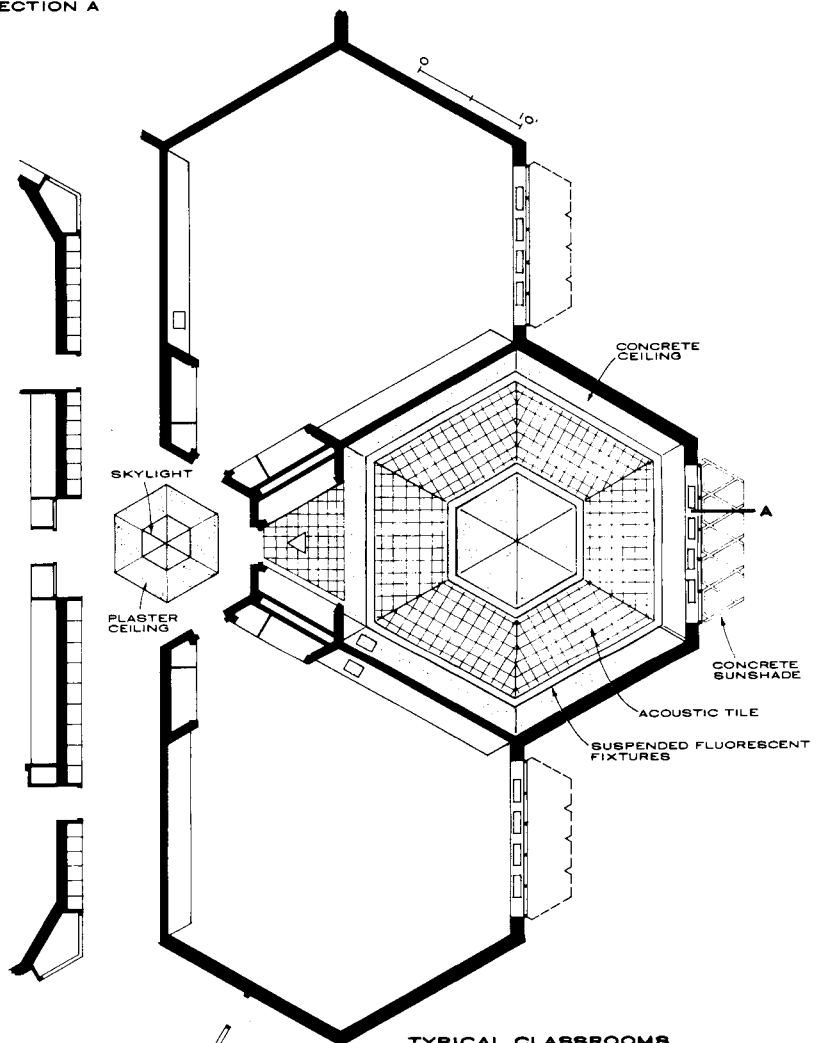 ECTION A
0
10'
CONCRETE
CEILING
SKYLIGHT
A
PLASTER
CEILING
CONCRETE
SUNSHADE
ACOUSTIC TILE
SUSPENDED FLUORESCENT
FIXTURES
TYPICAL CLASSROOMS